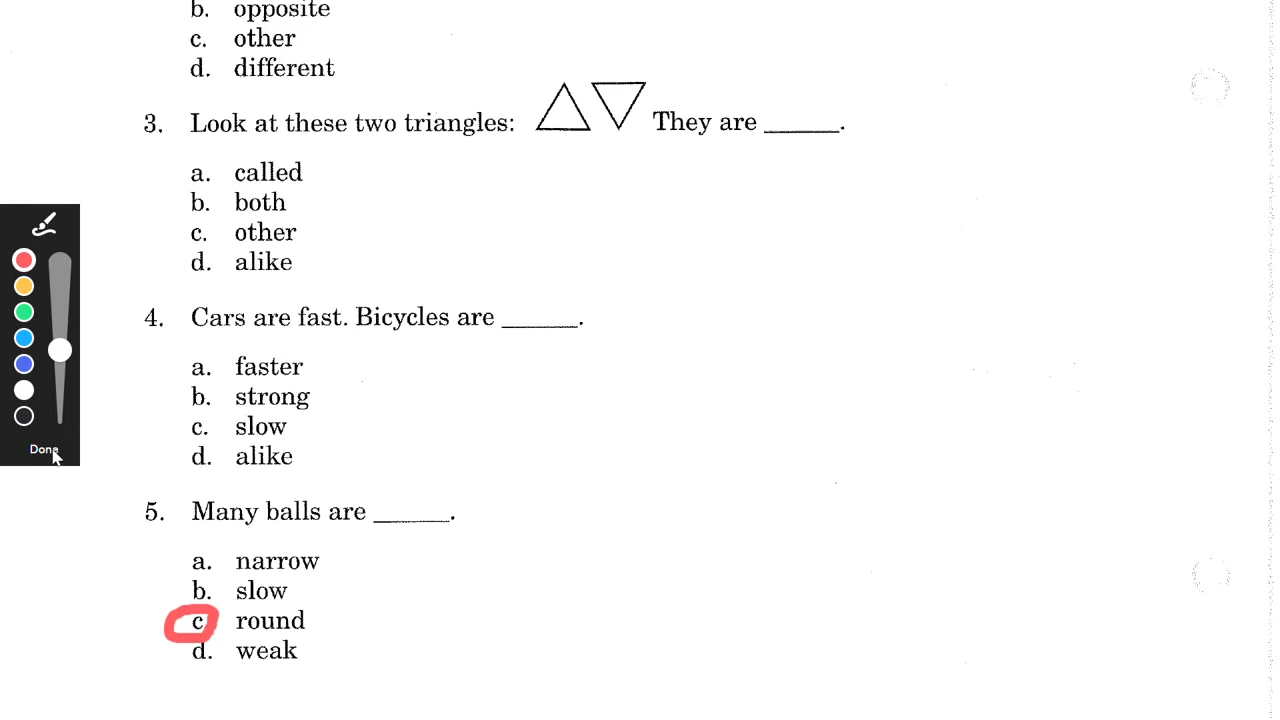 b. opposite
c. other
d. different
3. Look at these two triangles: They are ______.
a. called
b. both
c. other
d. alike
4. Cars are fast. Bicycles are ______.
a. faster
b. strong
c. slow
d. alike
Done
5. Many balls are ______.
a. narrow
b. slow
c. round
d. weak